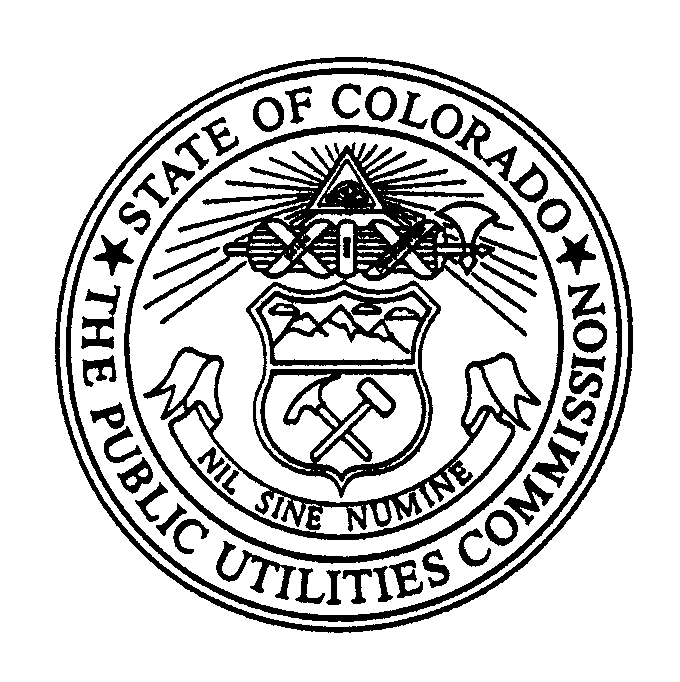 STATE OF COLORADO
THE PUBLIC UTILITIES COMMISSION
NIL SINE NUMINE